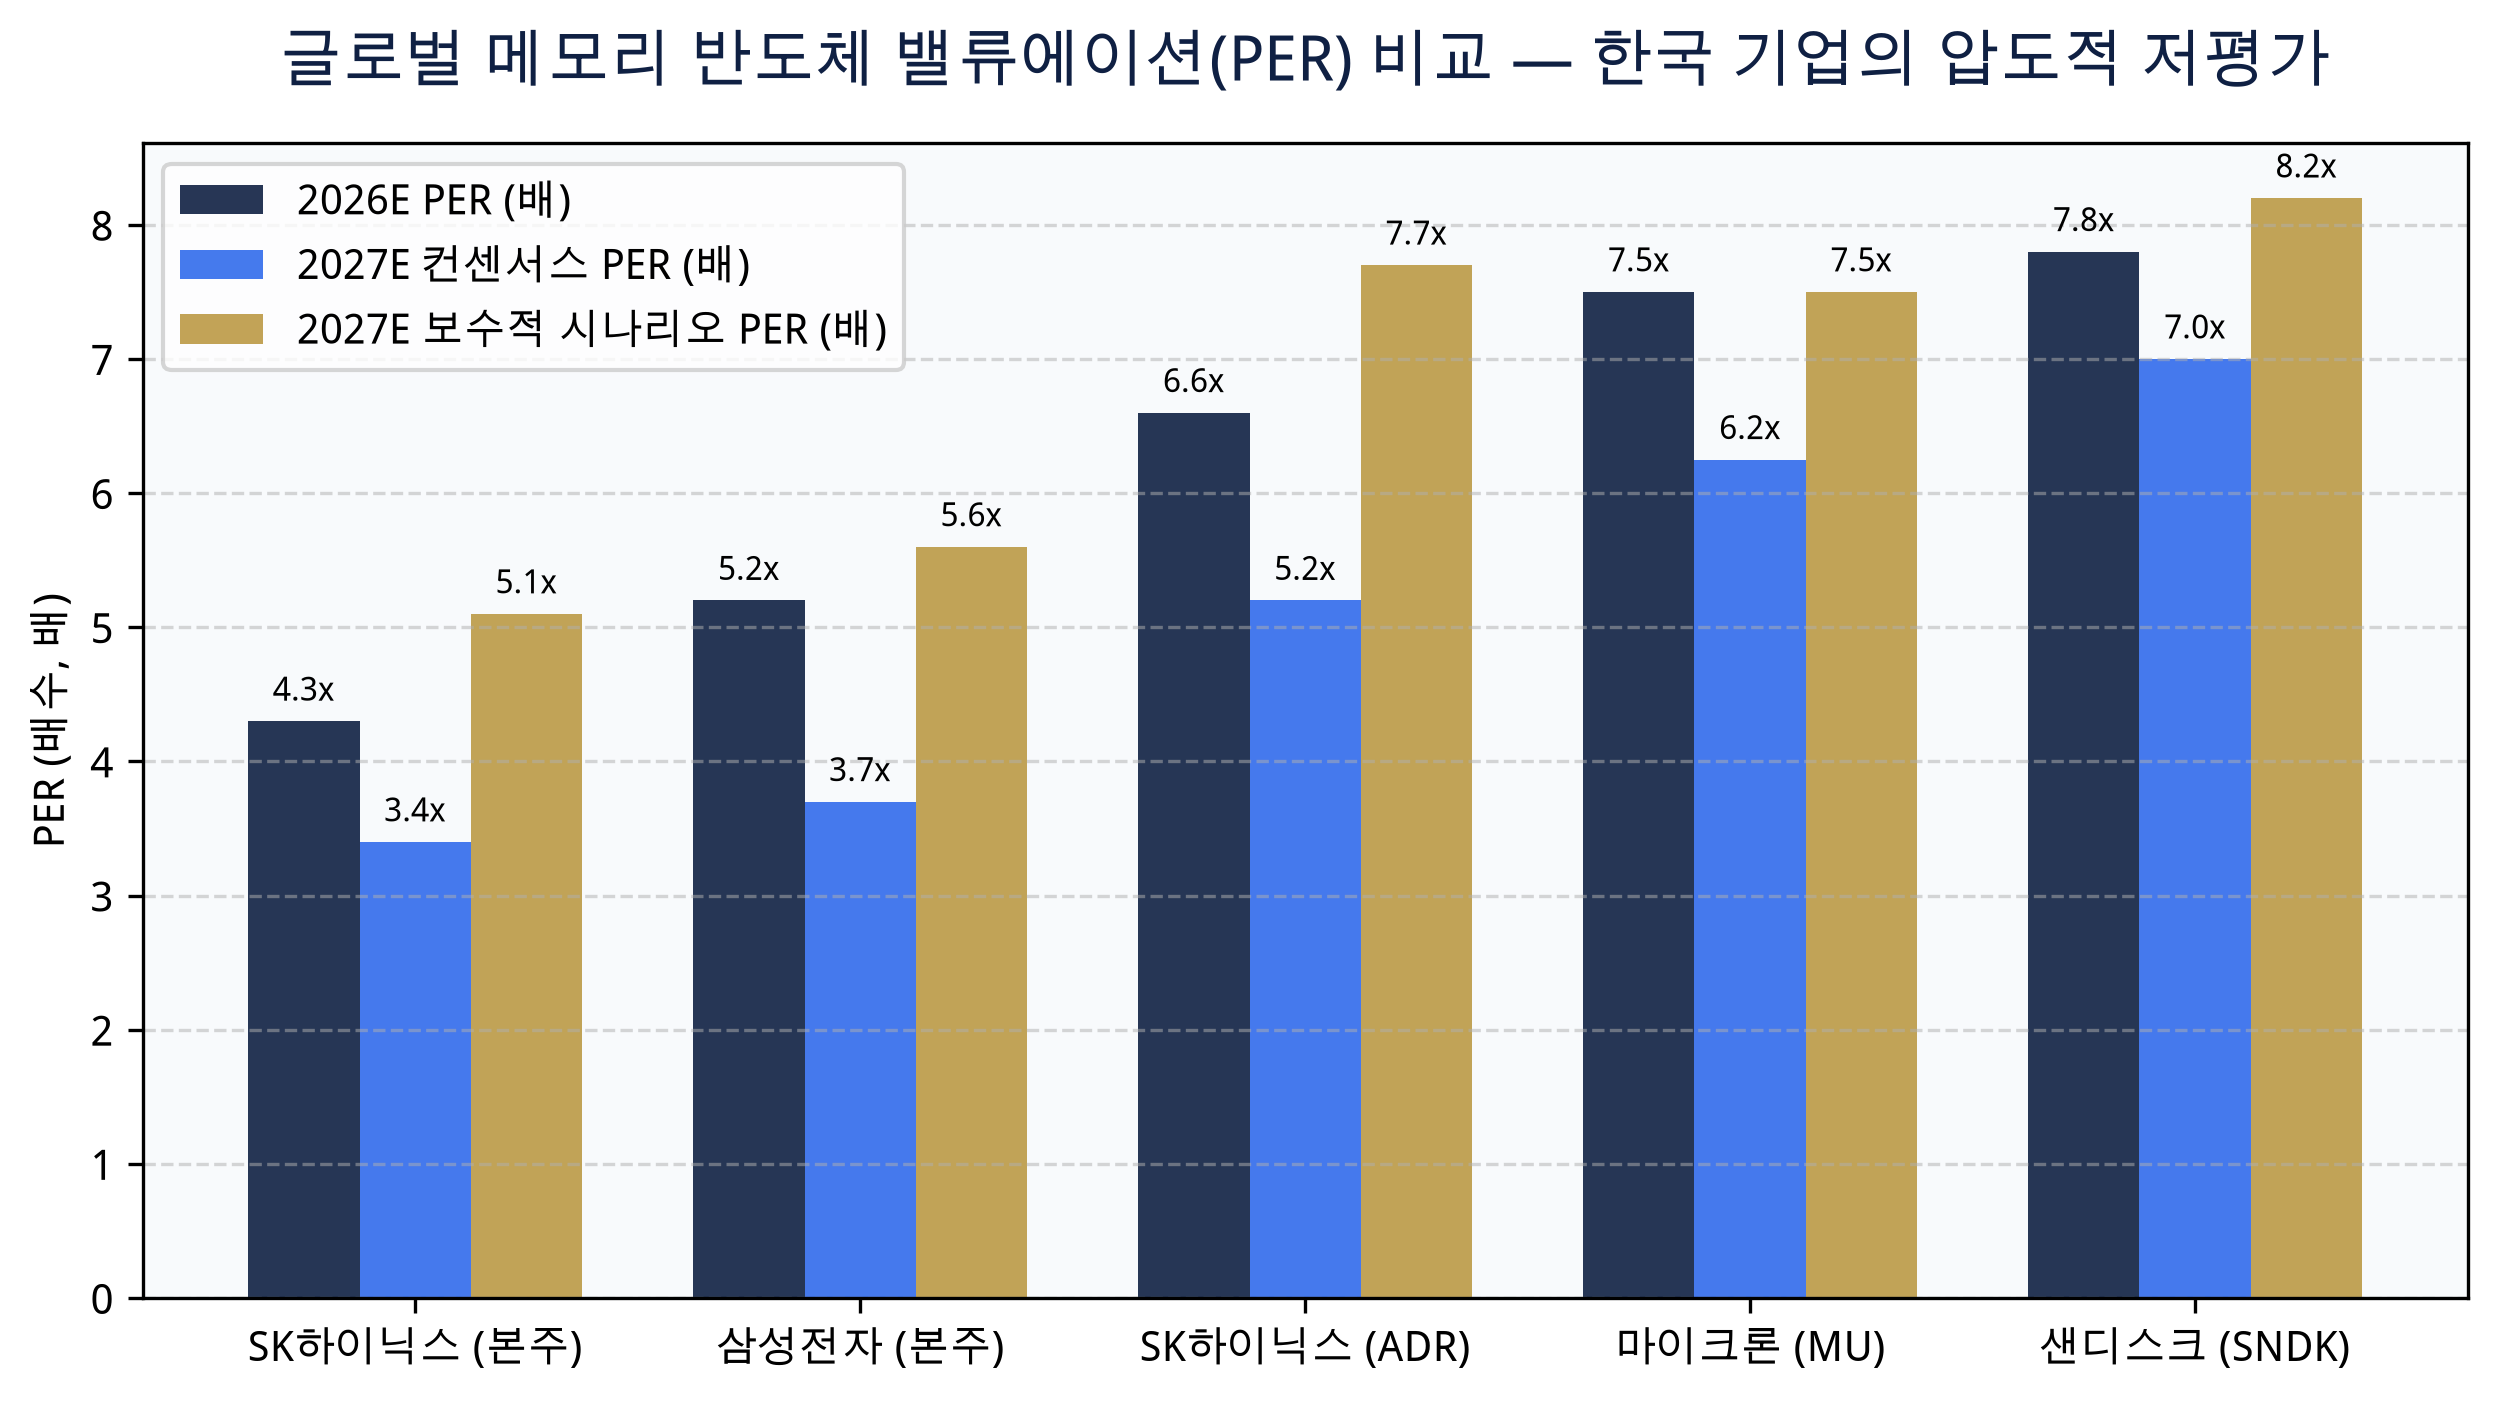 글로벌 메모리 반도체 밸류에이션(PER) 비교 — 한국 기업의 압도적 저평가
2026E PER (배)
2027E 컨센서스 PER (배)
2027E 보수주 시나리오 PER (배)
PER (배수, 배)
8
7
6
5
4
3
2
1
0
4.3x
3.4x
5.1x
5.2x
3.7x
5.6x
6.6x
5.2x
7.7x
7.5x
6.2x
7.5x
7.8x
7.0x
8.2x
SK하이닉스 (본주)
삼성전자 (본주)
SK하이닉스 (ADR)
마이크론 (MU)
샌디스크 (SNDK)